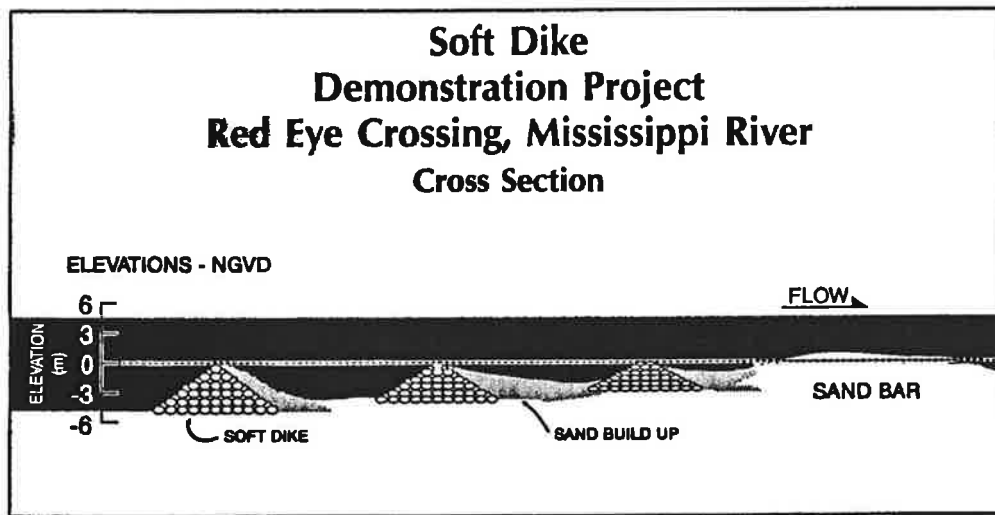 Soft Dike
Demonstration Project
Red Eye Crossing, Mississippi River
Cross Section
ELEVATIONS - NGVD
FLOW
6
3
0
-3
-6
ELEVATION
(m)
SAND BAR
SOFT DIKE
SAND BUILD UP